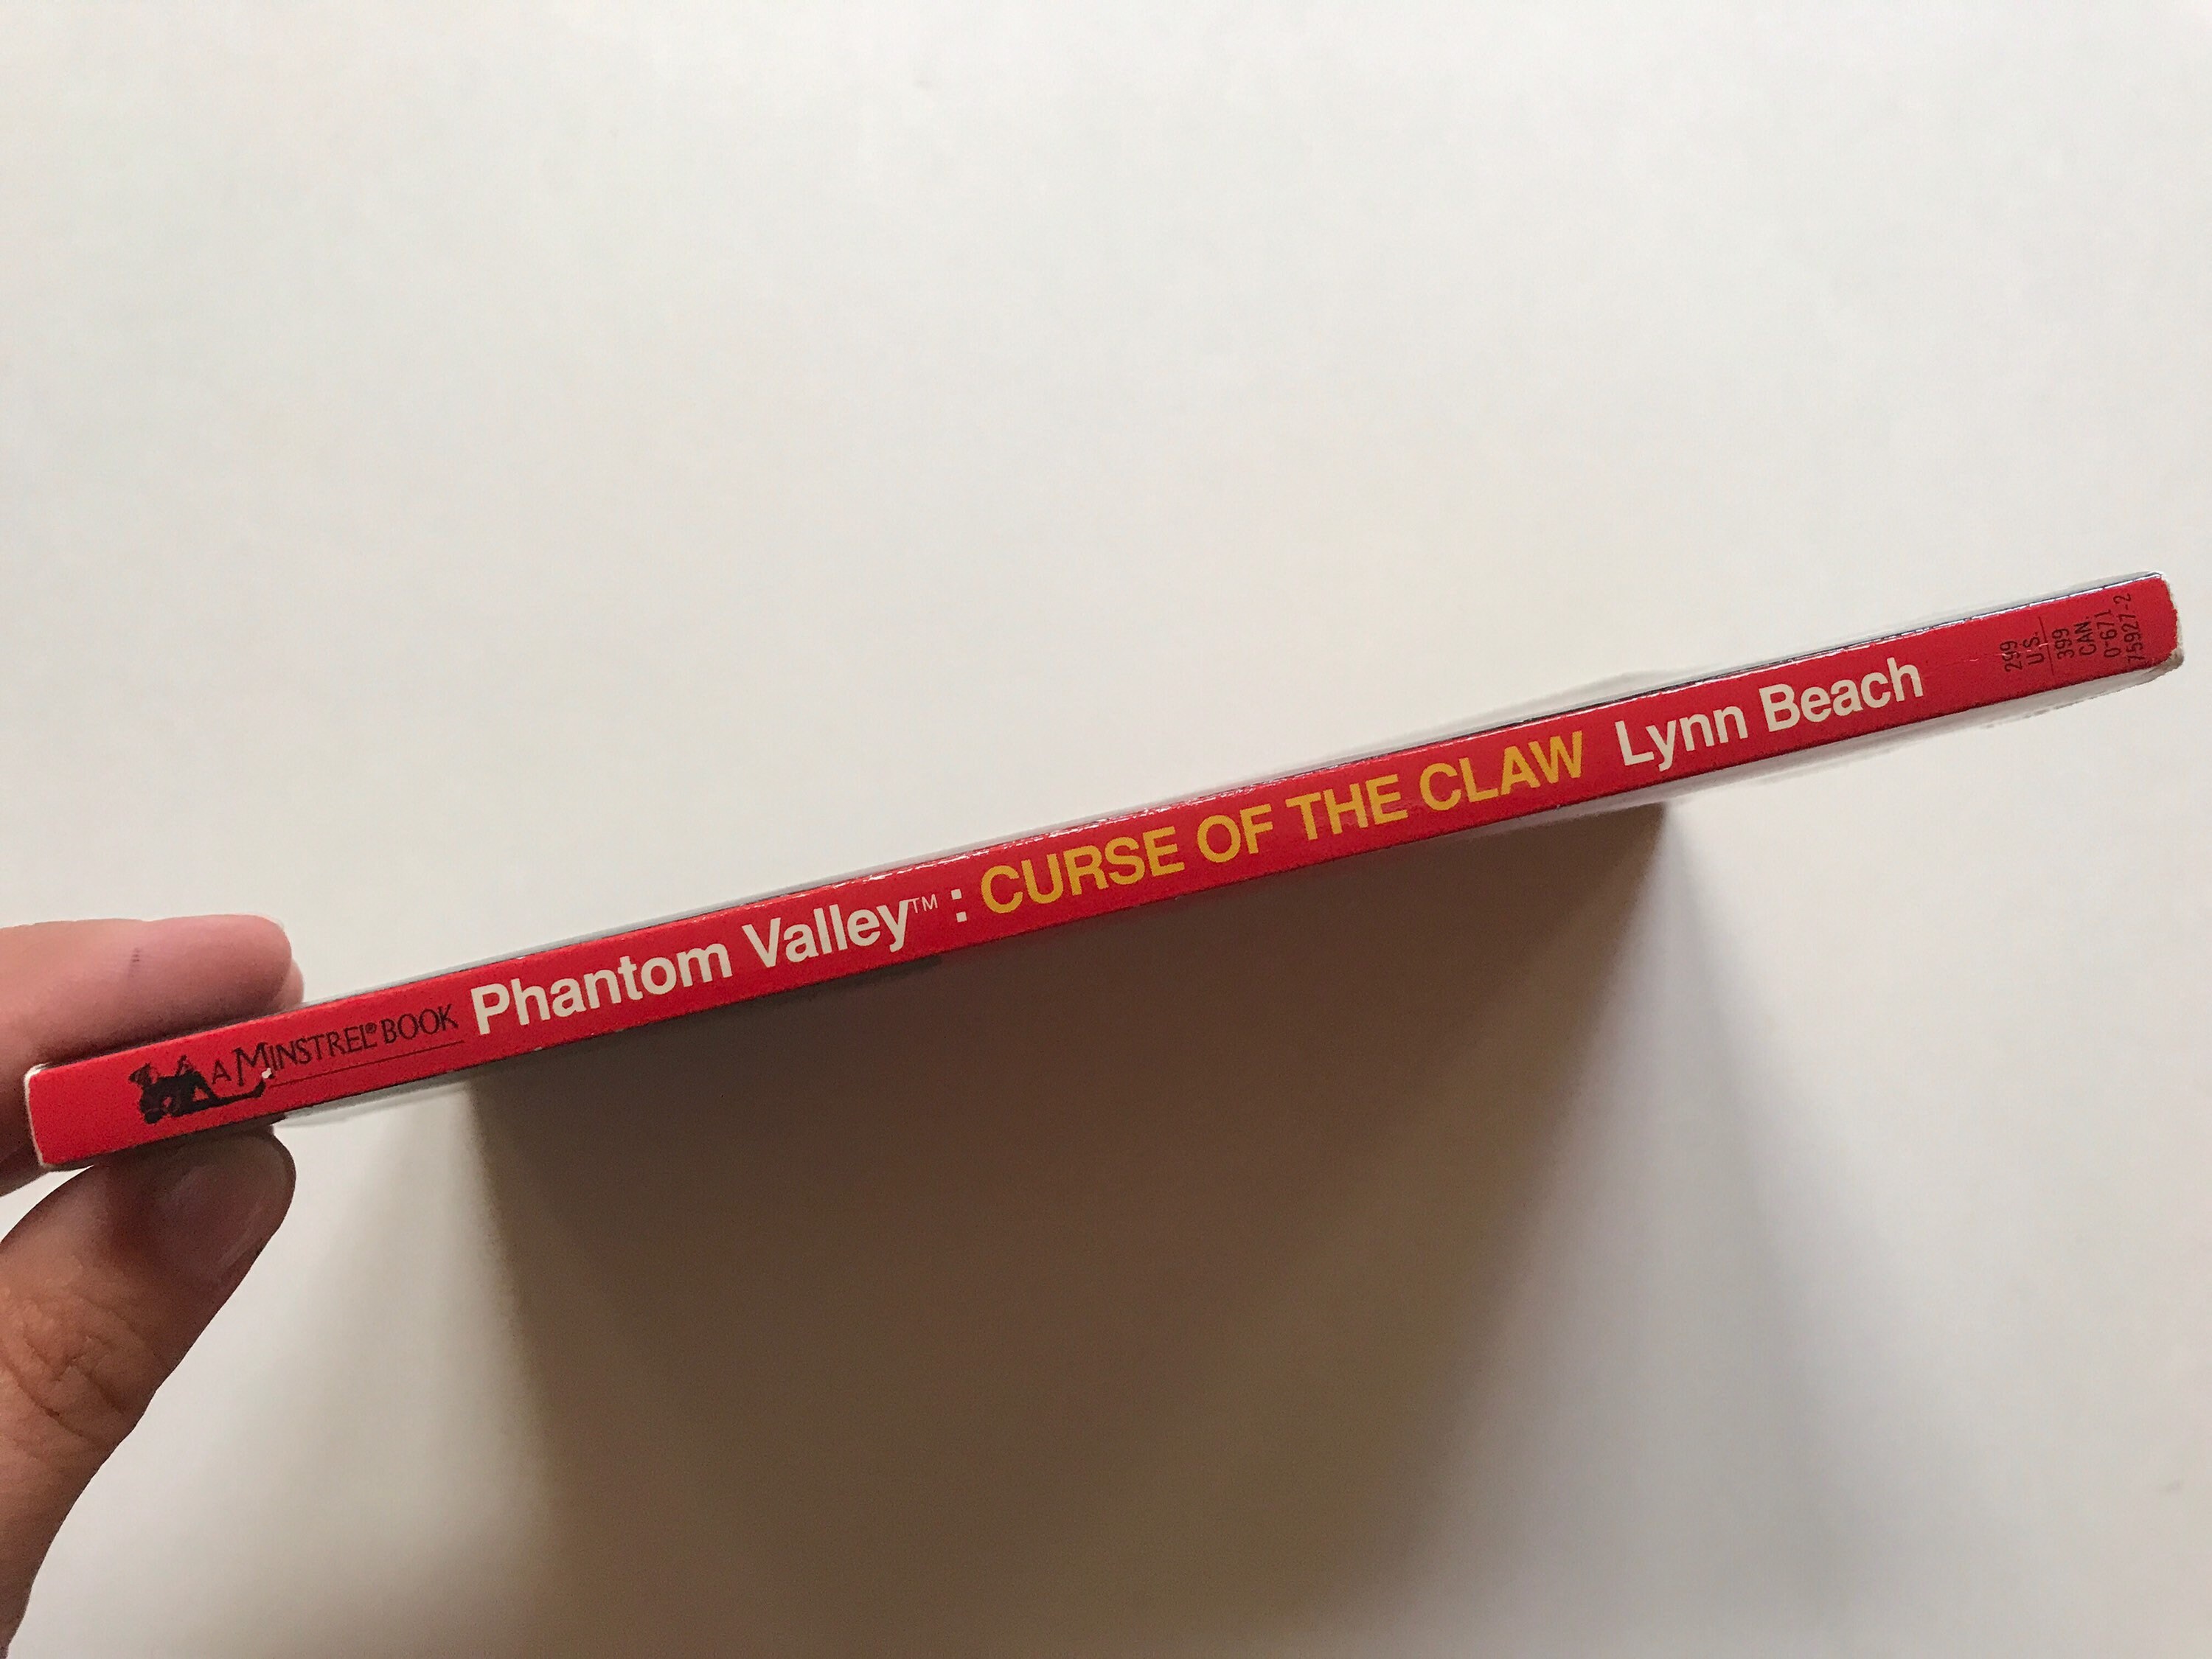 A MINSTREL® BOOK
Phantom Valley™ : CURSE OF THE CLAW Lynn Beach
299
U.S.
399
CAN.
0-671
75927-2